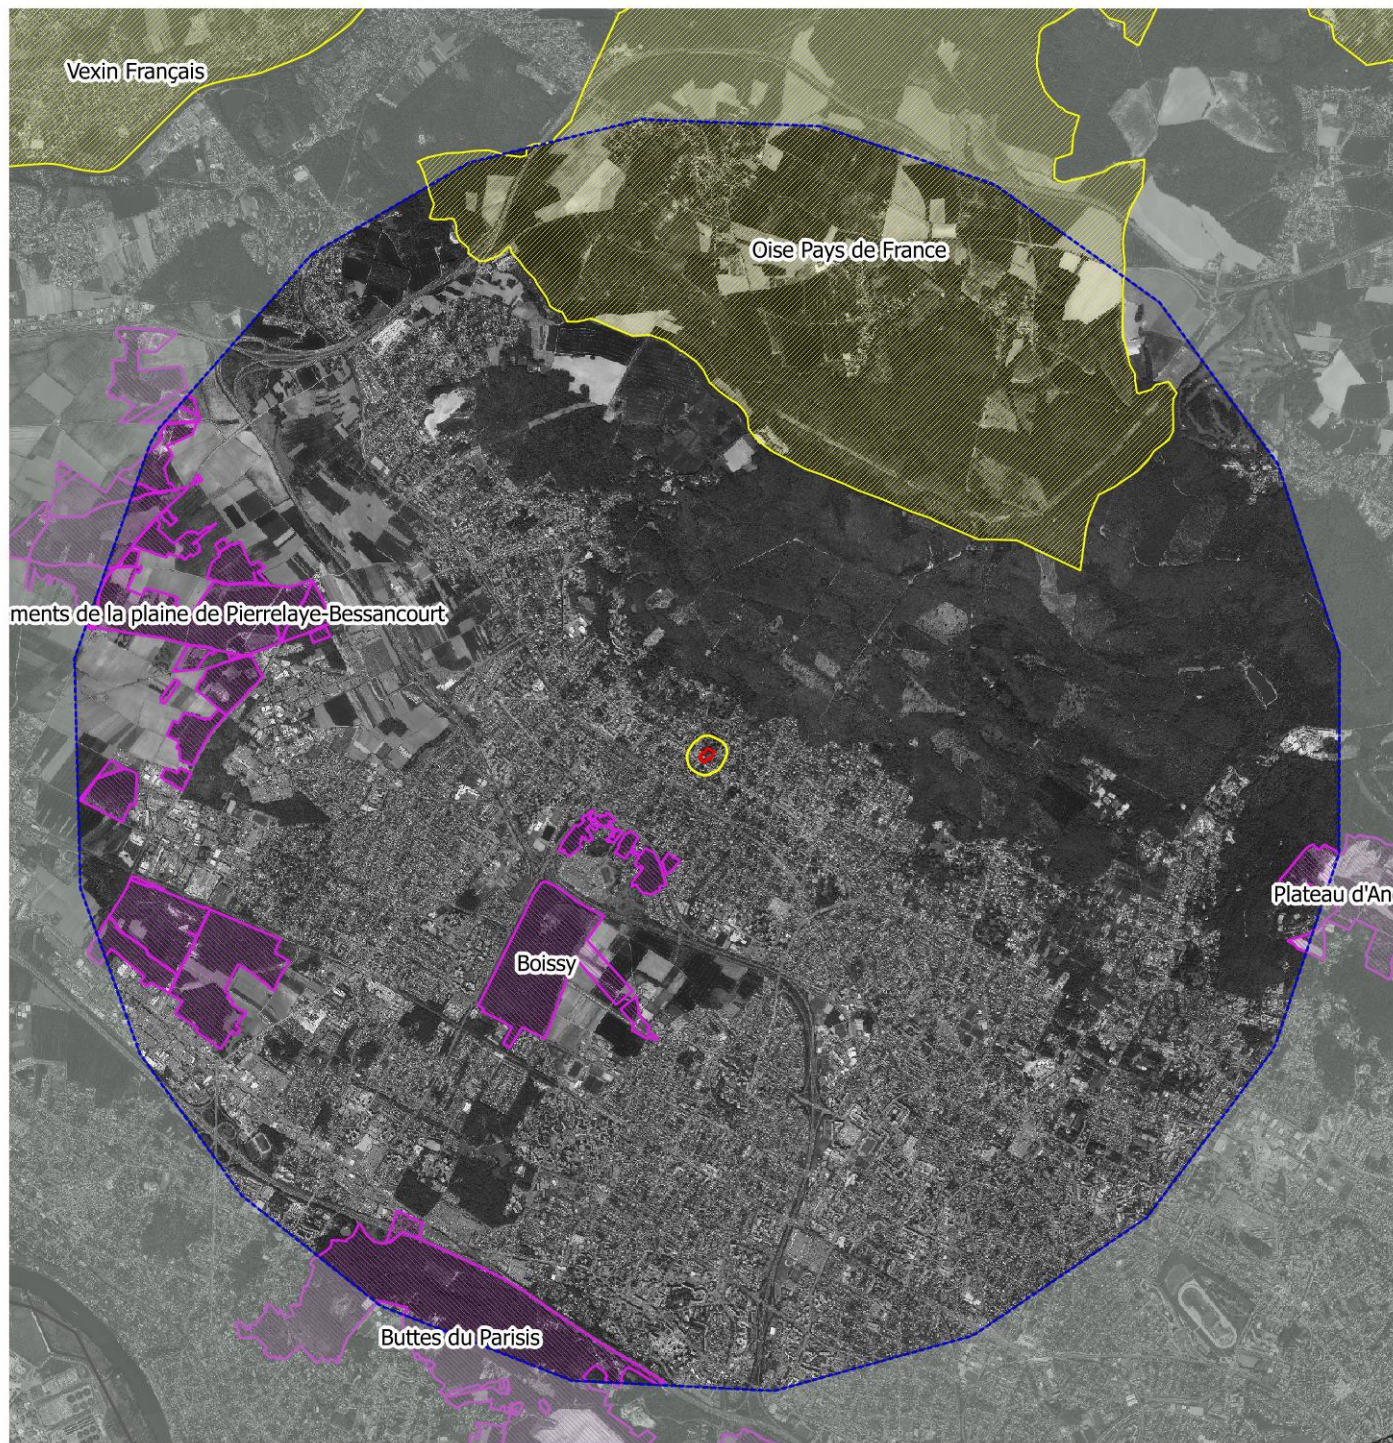 Vexin Français
Oise Pays de France
ments de la plaine de Pierrelaye-Bessancourt
Plateau d'An
Boissy
Buttes du Parisis